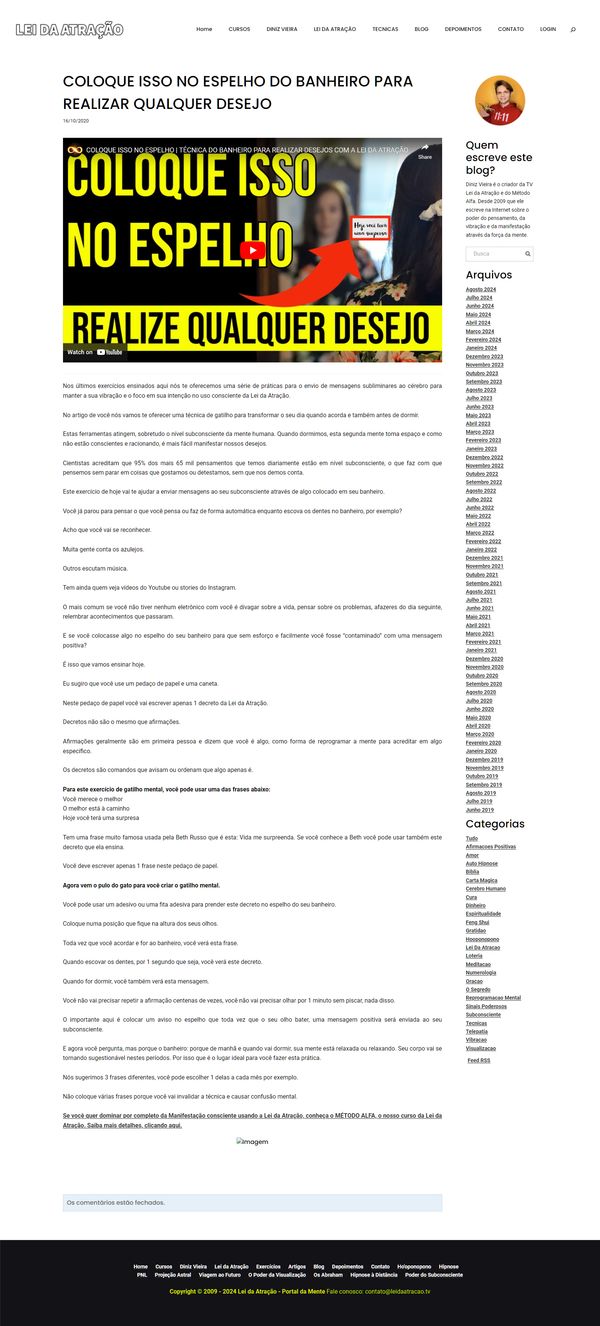 LEI DA ATRAÇÃO
Home CURSOS DINIZ VIEIRA LEI DA ATRAÇÃO TECNICAS BLOG DEPOIMENTOS CONTATO LOGIN
COLOQUE ISSO NO ESPELHO DO BANHEIRO PARA
REALIZAR QUALQUER DESEJO
16/10/2020
COLOQUE ISSO NO ESPELHO | TÉCNICA DO BANHEIRO PARA REALIZAR DESEJOS COM A LEI DA ATRAÇÃO
Share
COLOQUE ISSO
NO ESPELHO
Hoje você terá
uma surpresa
REALIZE QUALQUER DESEJO
Watch on YouTube
Nos últimos exercícios ensinados aqui nós te oferecemos uma série de práticas para o envio de mensagens subliminares ao cérebro para
manter a sua vibração e o foco em sua intenção no uso consciente da Lei da Atração.
No artigo de você nós vamos te oferecer uma técnica de gatilho para transformar o seu dia quando acorda e também antes de dormir.
Estas ferramentas atingem, sobretudo o nível subconsciente da mente humana. Quando dormimos, esta segunda mente toma espaço e como
não estão conscientes e racionando, é mais fácil manifestar nossos desejos.
Cientistas acreditam que 95% dos mais 65 mil pensamentos que temos diariamente estão em nível subconsciente, o que faz com que
pensemos sem parar em coisas que gostamos ou detestamos, sem que nos demos conta.
Este exercício de hoje vai te ajudar a enviar mensagens ao seu subconsciente através de algo colocado em seu banheiro.
Você já parou para pensar o que você pensa ou faz de forma automática enquanto escova os dentes no banheiro, por exemplo?
Acho que você vai se reconhecer.
Muita gente conta os azulejos.
Outros escutam música.
Tem ainda quem veja vídeos do Youtube ou stories do Instagram.
O mais comum se você não tiver nenhum eletrônico com você é divagar sobre a vida, pensar sobre os problemas, afazeres do dia seguinte,
relembrar acontecimentos que passaram.
E se você colocasse algo no espelho do seu banheiro para que sem esforço e facilmente você fosse "contaminado" com uma mensagem
positiva?
É isso que vamos ensinar hoje.
Eu sugiro que você use um pedaço de papel e uma caneta.
Neste pedaço de papel você vai escrever apenas 1 decreto da Lei da Atração.
Decretos não são o mesmo que afirmações.
Afirmações geralmente são em primeira pessoa e dizem que você é algo, como forma de reprogramar a mente para acreditar em algo
específico.
Os decretos são comandos que avisam ou ordenam que algo apenas é.
Para este exercício de gatilho mental, você pode usar uma das frases abaixo:
Você merece o melhor
O melhor está à caminho
Hoje você terá uma surpresa
Tem uma frase muito famosa usada pela Beth Russo que é esta: Vida me surpreenda. Se você conhece a Beth você pode usar também este
decreto que ela ensina.
Você deve escrever apenas 1 frase neste pedaço de papel.
Agora vem o pulo do gato para você criar o gatilho mental.
Você pode usar um adesivo ou uma fita adesiva para prender este decreto no espelho do seu banheiro.
Coloque numa posição que fique na altura dos seus olhos.
Toda vez que você acordar e for ao banheiro, você verá esta frase.
Quando escovar os dentes, por 1 segundo que seja, você verá este decreto.
Quando for dormir, você também verá esta mensagem.
Você não vai precisar repetir a afirmação centenas de vezes, você não vai precisar olhar por 1 minuto sem piscar, nada disso.
O importante aqui é colocar um aviso no espelho que toda vez que o seu olho bater, uma mensagem positiva será enviada ao seu
subconsciente.
E agora você pergunta, mas porque o banheiro: porque de manhã e quando vai dormir, sua mente está relaxada ou relaxando. Seu corpo vai se
tornando sugestionável nestes períodos. Por isso que é o lugar ideal para você fazer esta prática.
Nós sugerimos 3 frases diferentes, você pode escolher 1 delas a cada mês por exemplo.
Não coloque várias frases porque você vai invalidar a técnica e causar confusão mental.
Se você quer dominar por completo da Manifestação consciente usando a Lei da Atração, conheça o MÉTODO ALFA, o nosso curso da Lei da
Atração. Saiba mais detalhes, clicando aqui.
Imagem
Os comentários estão fechados.
11:11
Quem
escreve este
blog?
Diniz Vieira é o criador da TV
Lei da Atração e do Método
Alfa. Desde 2009 que ele
escreve na Internet sobre o
poder do pensamento, da
vibração e da manifestação
através da força da mente.
Busca
Arquivos
Agosto 2024
Julho 2024
Junho 2024
Maio 2024
Abril 2024
Março 2024
Fevereiro 2024
Janeiro 2024
Dezembro 2023
Novembro 2023
Outubro 2023
Setembro 2023
Agosto 2023
Julho 2023
Junho 2023
Maio 2023
Abril 2023
Março 2023
Fevereiro 2023
Janeiro 2023
Dezembro 2022
Novembro 2022
Outubro 2022
Setembro 2022
Agosto 2022
Julho 2022
Junho 2022
Maio 2022
Abril 2022
Março 2022
Fevereiro 2022
Janeiro 2022
Dezembro 2021
Novembro 2021
Outubro 2021
Setembro 2021
Agosto 2021
Julho 2021
Junho 2021
Maio 2021
Abril 2021
Março 2021
Fevereiro 2021
Janeiro 2021
Dezembro 2020
Novembro 2020
Outubro 2020
Setembro 2020
Agosto 2020
Julho 2020
Junho 2020
Maio 2020
Abril 2020
Março 2020
Fevereiro 2020
Janeiro 2020
Dezembro 2019
Novembro 2019
Outubro 2019
Setembro 2019
Agosto 2019
Julho 2019
Junho 2019
Categorias
Tudo
Afirmacoes Positivas
Amor
Auto Hipnose
Biblia
Carta Magica
Cerebro Humano
Cura
Dinheiro
Espiritualidade
Feng Shui
Gratidao
Hooponopono
Lei Da Atracao
Loteria
Meditacao
Numerologia
Oracao
O Segredo
Reprogramacao Mental
Sinais Poderosos
Subconsciente
Tecnicas
Telepatia
Vibracao
Visualizacao
Feed RSS
Home Cursos Diniz Vieira Lei da Atração Exercícios Artigos Blog Depoimentos Contato Ho'oponopono Hipnose
PNL Projeção Astral Viagem ao Futuro O Poder da Visualização Os Abraham Hipnose à Distância Poder do Subconsciente
Copyright © 2009 - 2024 Lei da Atração - Portal da Mente Fale conosco: contato@leidaatracao.tv